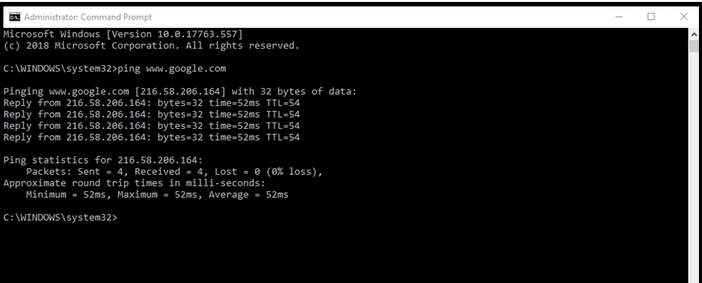 Administrator: Command Prompt
Microsoft Windows [Version 10.0.17763.557]
(c) 2018 Microsoft Corporation. All rights reserved.
C:\WINDOWS\system32>ping www.google.com
Pinging www.google.com [216.58.206.164] with 32 bytes of data:
Reply from 216.58.206.164: bytes=32 time=52ms TTL=54
Reply from 216.58.206.164: bytes=32 time=52ms TTL=54
Reply from 216.58.206.164: bytes=32 time=52ms TTL=54
Reply from 216.58.206.164: bytes=32 time=52ms TTL=54
Ping statistics for 216.58.206.164:
    Packets: Sent = 4, Received = 4, Lost = 0 (0% loss),
Approximate round trip times in milli-seconds:
    Minimum = 52ms, Maximum = 52ms, Average = 52ms
C:\WINDOWS\system32>